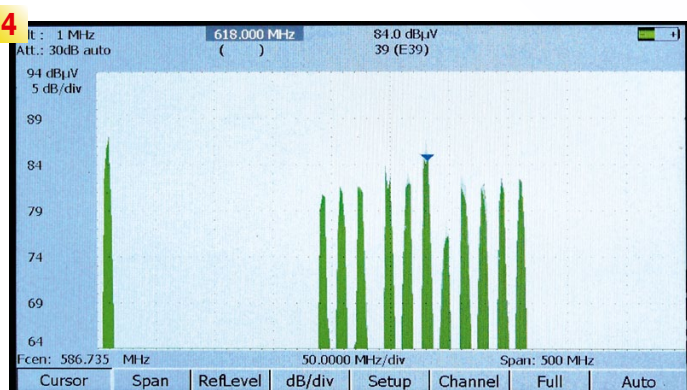 4
lt : 1 MHz 618.000 MHz 84.0 dBµV
Att.: 30dB auto ( ) 39 (E39)
94 dBµV
5 dB/div
89
84
79
74
69
64
Fcen: 586.735 MHz 50.0000 MHz/div Span: 500 MHz
Cursor Span RefLevel dB/div Setup Channel Full Auto